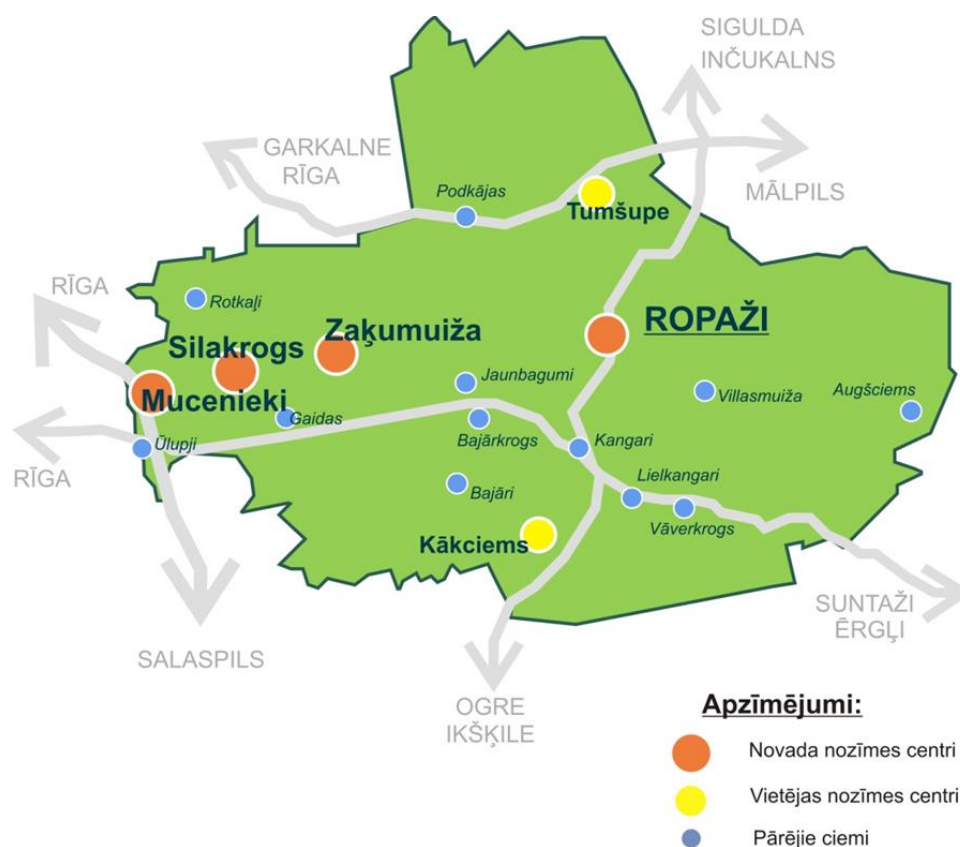 SIGULDA
INČUKALNS
GARKALNE
RĪGA
MĀLPILS
Podkājas
Tumšupe
RĪGA
Rotkaļi
ROPAŽI
Zaķumuiža
Silakrogs
Mucenieki
Jaunbagumi
Villasmuiža
Augšciems
Gaidas
Bajārkrogs
Kangari
Ūlupji
RĪGA
Lielkangari
Bajāri
Vāverkrogs
Kākciems
SUNTAŽI
ĒRGĻI
SALASPILS
OGRE
IKŠĶILE
Apzīmējumi:
Novada nozīmes centri
Vietējas nozīmes centri
Pārējie ciemi